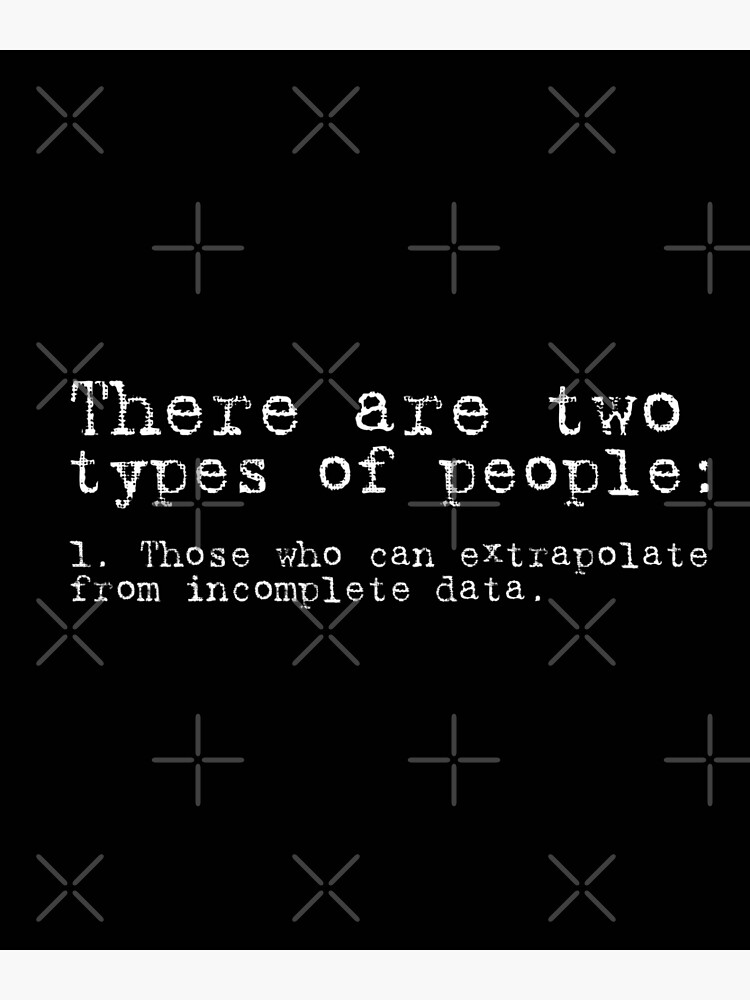 There are two
types of people:
1. Those who can extrapolate
from incomplete data.